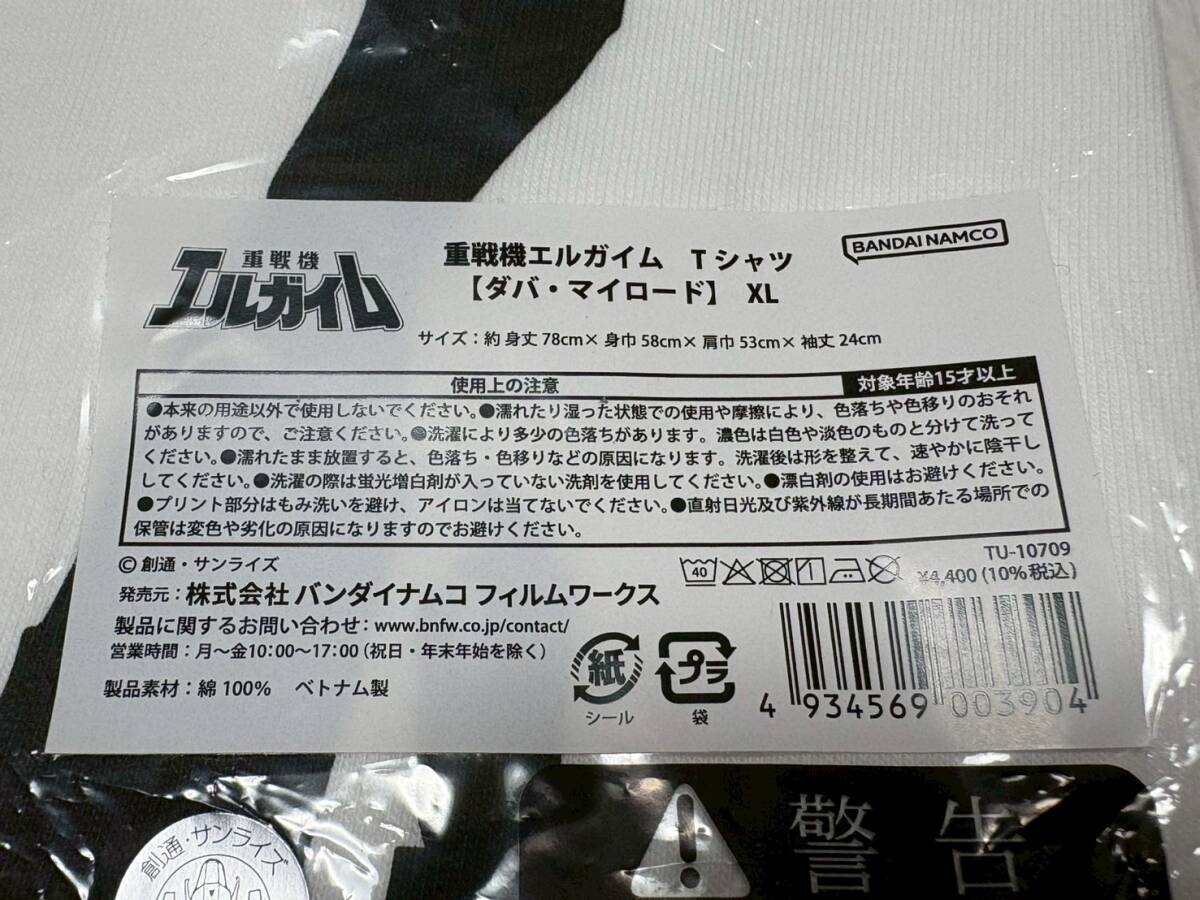 重戦機
エルガイム
重戦機エルガイム Tシャツ
【ダバ・マイロード】 XL
BANDAI NAMCO
サイズ：約 身丈 78cm× 身巾 58cm× 肩巾 53cm× 袖丈 24cm
使用上の注意
対象年齢15才以上
●本来の用途以外で使用しないでください。●濡れたり湿った状態での使用や摩擦により、色落ちや色移りのおそれ
がありますので、ご注意ください。●洗濯により多少の色落ちがあります。濃色は白色や淡色のものと分けて洗って
ください。●濡れたまま放置すると、色落ち・色移りなどの原因になります。洗濯後は形を整えて、速やかに陰干し
してください。●洗濯の際は蛍光増白剤が入っていない洗剤を使用してください。●漂白剤の使用はお避けください。
●プリント部分はもみ洗いを避け、アイロンは当てないでください。●直射日光及び紫外線が長期間あたる場所での
保管は変色や劣化の原因になりますのでお避けください。
© 創通・サンライズ
TU-10709
40
¥4,400 (10%税込)
発売元：株式会社 バンダイナムコ フィルムワークス
製品に関するお問い合わせ：www.bnfw.co.jp/contact/
営業時間：月～金10:00～17:00（祝日・年末年始を除く）
製品素材：綿 100% ベトナム製
紙
シール
プラ
袋
4 934569 003904
創通・サンライズ
警告